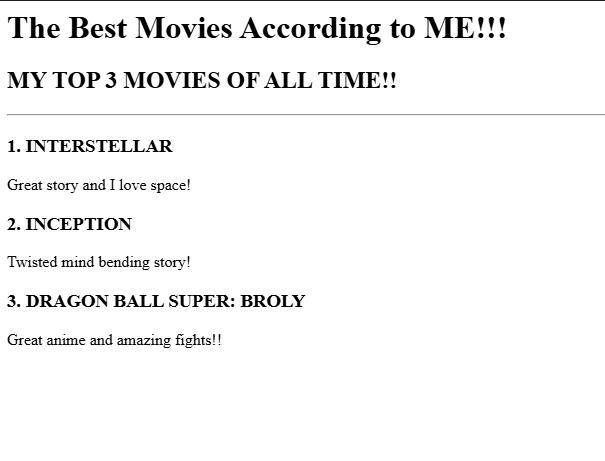 The Best Movies According to ME!!!
MY TOP 3 MOVIES OF ALL TIME!!
1. INTERSTELLAR
Great story and I love space!
2. INCEPTION
Twisted mind bending story!
3. DRAGON BALL SUPER: BROLY
Great anime and amazing fights!!